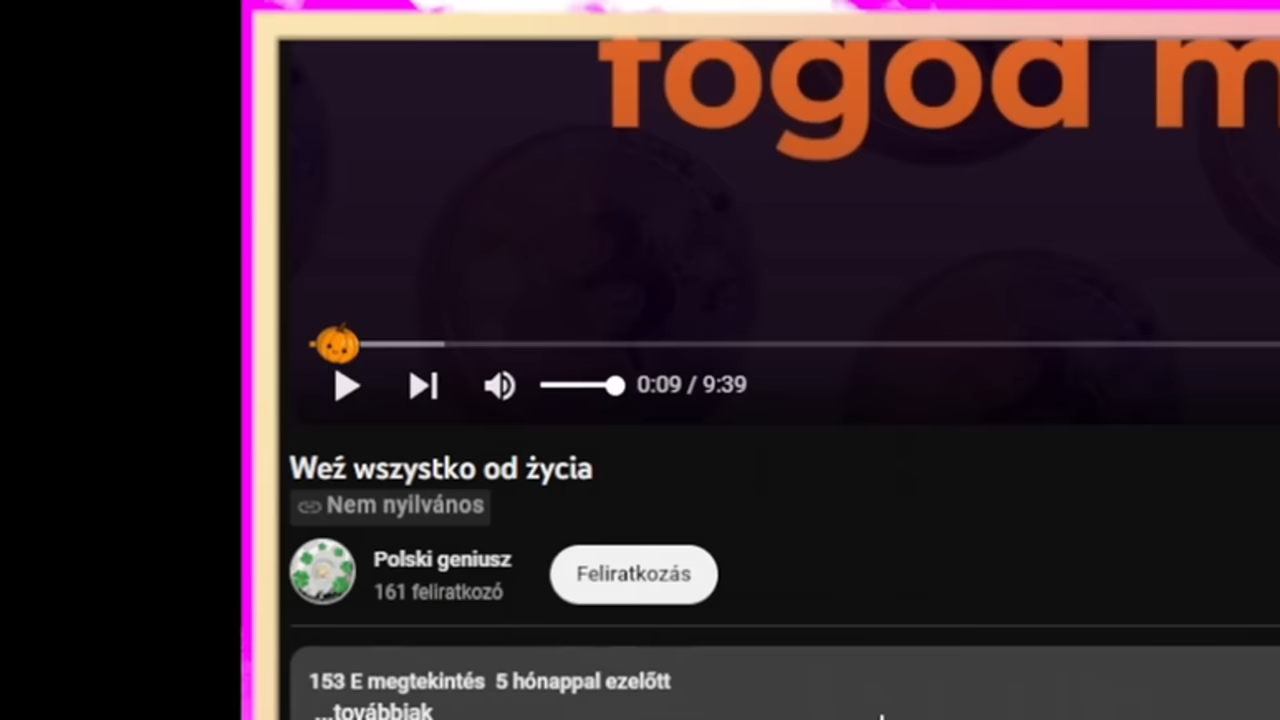 fogod m
0:09 / 9:39
Weź wszystko od życia
Nem nyilvános
Polski geniusz
161 feliratkozó
Feliratkozás
153 E megtekintés 5 hónappal ezelőtt
...továbbiak